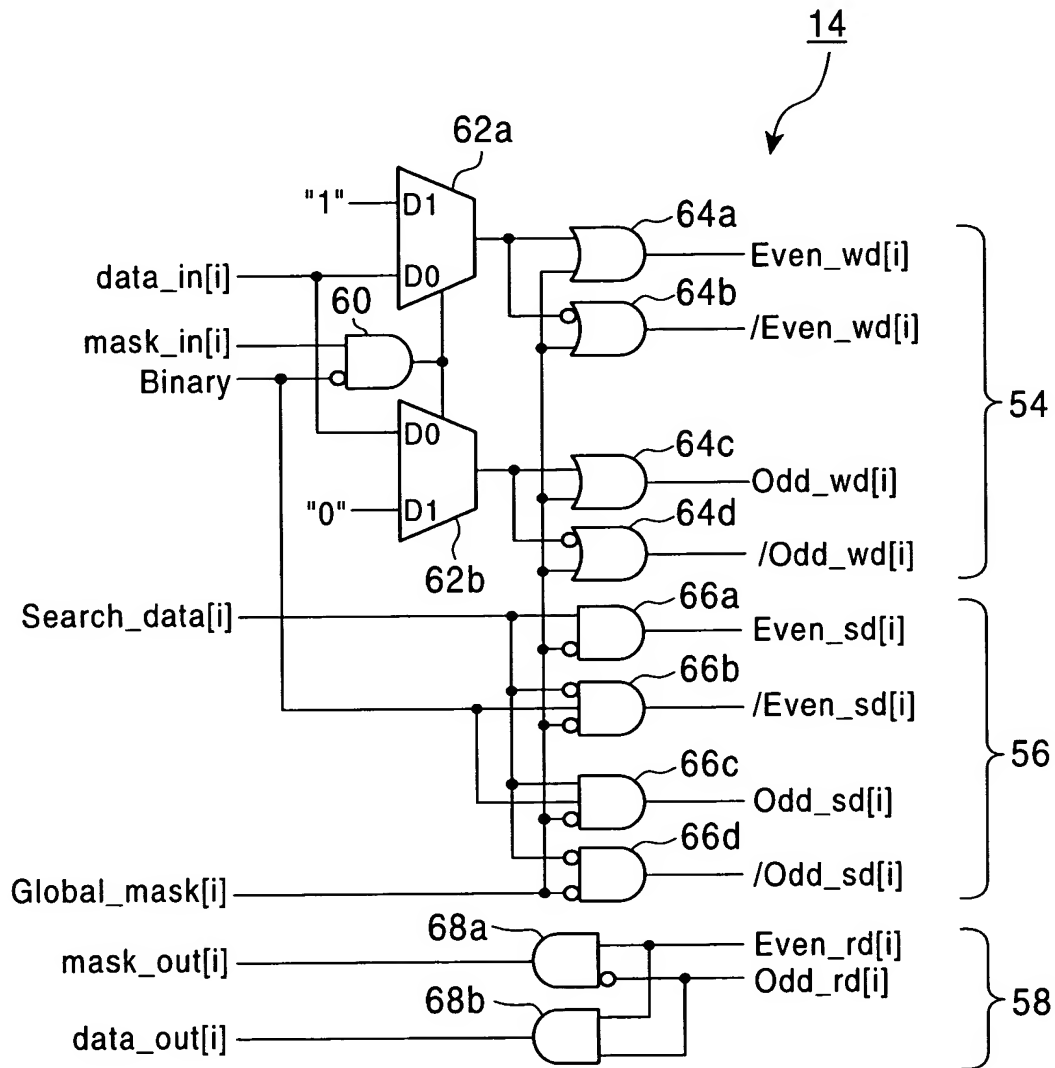 14
62a
"1"
D1
64a
Even_wd[i]
data_in[i]
D0
60
64b
/Even_wd[i]
mask_in[i]
Binary
54
D0
64c
Odd_wd[i]
"0"
D1
64d
/Odd_wd[i]
62b
66a
Search_data[i]
Even_sd[i]
66b
/Even_sd[i]
56
66c
Odd_sd[i]
66d
/Odd_sd[i]
Global_mask[i]
68a
Even_rd[i]
mask_out[i]
Odd_rd[i]
68b
58
data_out[i]